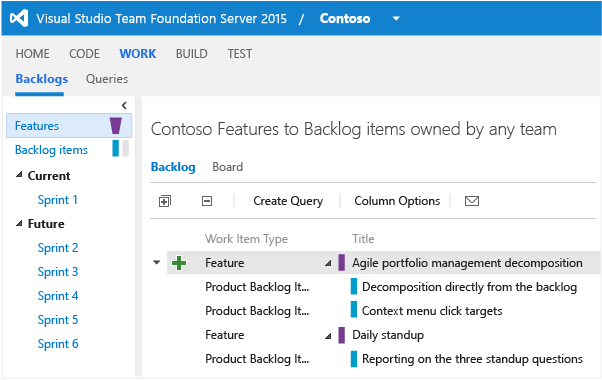 Visual Studio Team Foundation Server 2015 / Contoso
HOME CODE WORK BUILD TEST
Backlogs Queries
Features
Backlog items
Current
Sprint 1
Future
Sprint 2
Sprint 3
Sprint 4
Sprint 5
Sprint 6
Contoso Features to Backlog items owned by any team
Backlog Board
Create Query Column Options
Work Item Type Title
Feature Agile portfolio management decomposition
Product Backlog It... Decomposition directly from the backlog
Product Backlog It... Context menu click targets
Feature Daily standup
Product Backlog It... Reporting on the three standup questions